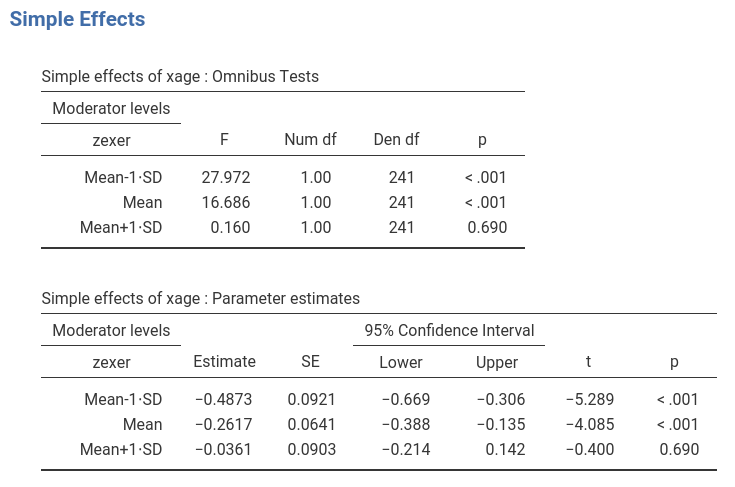 Simple Effects
Simple effects of xage : Omnibus Tests
Moderator levels
zexer F Num df Den df p
Mean-1·SD 27.972 1.00 241 < .001
Mean 16.686 1.00 241 < .001
Mean+1·SD 0.160 1.00 241 0.690
Simple effects of xage : Parameter estimates
Moderator levels 95% Confidence Interval
zexer Estimate SE Lower Upper t p
Mean-1·SD −0.4873 0.0921 −0.669 −0.306 −5.289 < .001
Mean −0.2617 0.0641 −0.388 −0.135 −4.085 < .001
Mean+1·SD −0.0361 0.0903 −0.214 0.142 −0.400 0.690